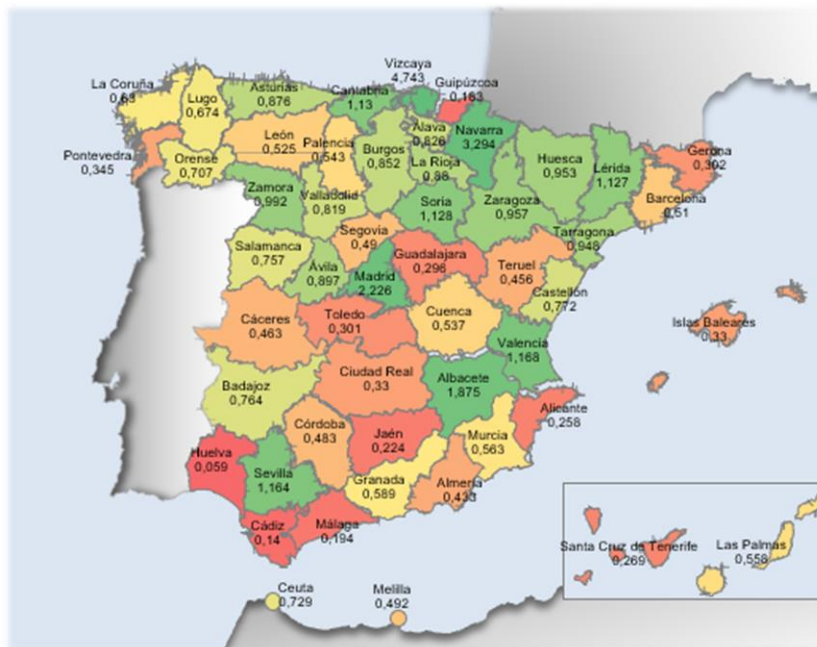 Vizcaya
4,743
La Coruña
0,63
Lugo
0,674
Asturias
0,876
Cantabria
1,13
Guipúzcoa
0,163
Pontevedra
0,345
Orense
0,707
León
0,525
Palencia
0,543
Burgos
0,852
Álava
0,826
Navarra
3,294
La Rioja
0,88
Huesca
0,953
Lérida
1,127
Gerona
0,302
Barcelona
0,51
Zamora
0,992
Valladolid
0,819
Soria
1,128
Zaragoza
0,957
Tarragona
0,948
Segovia
0,49
Salamanca
0,757
Ávila
0,897
Madrid
2,226
Guadalajara
0,296
Teruel
0,456
Castellón
0,772
Cáceres
0,463
Toledo
0,301
Cuenca
0,537
Valencia
1,168
Islas Baleares
0,33
Badajoz
0,764
Ciudad Real
0,33
Albacete
1,875
Alicante
0,258
Córdoba
0,483
Jaén
0,224
Murcia
0,563
Huelva
0,059
Sevilla
1,164
Granada
0,589
Almería
0,433
Cádiz
0,14
Málaga
0,194
Santa Cruz de Tenerife
0,269
Las Palmas
0,558
Ceuta
0,729
Melilla
0,492